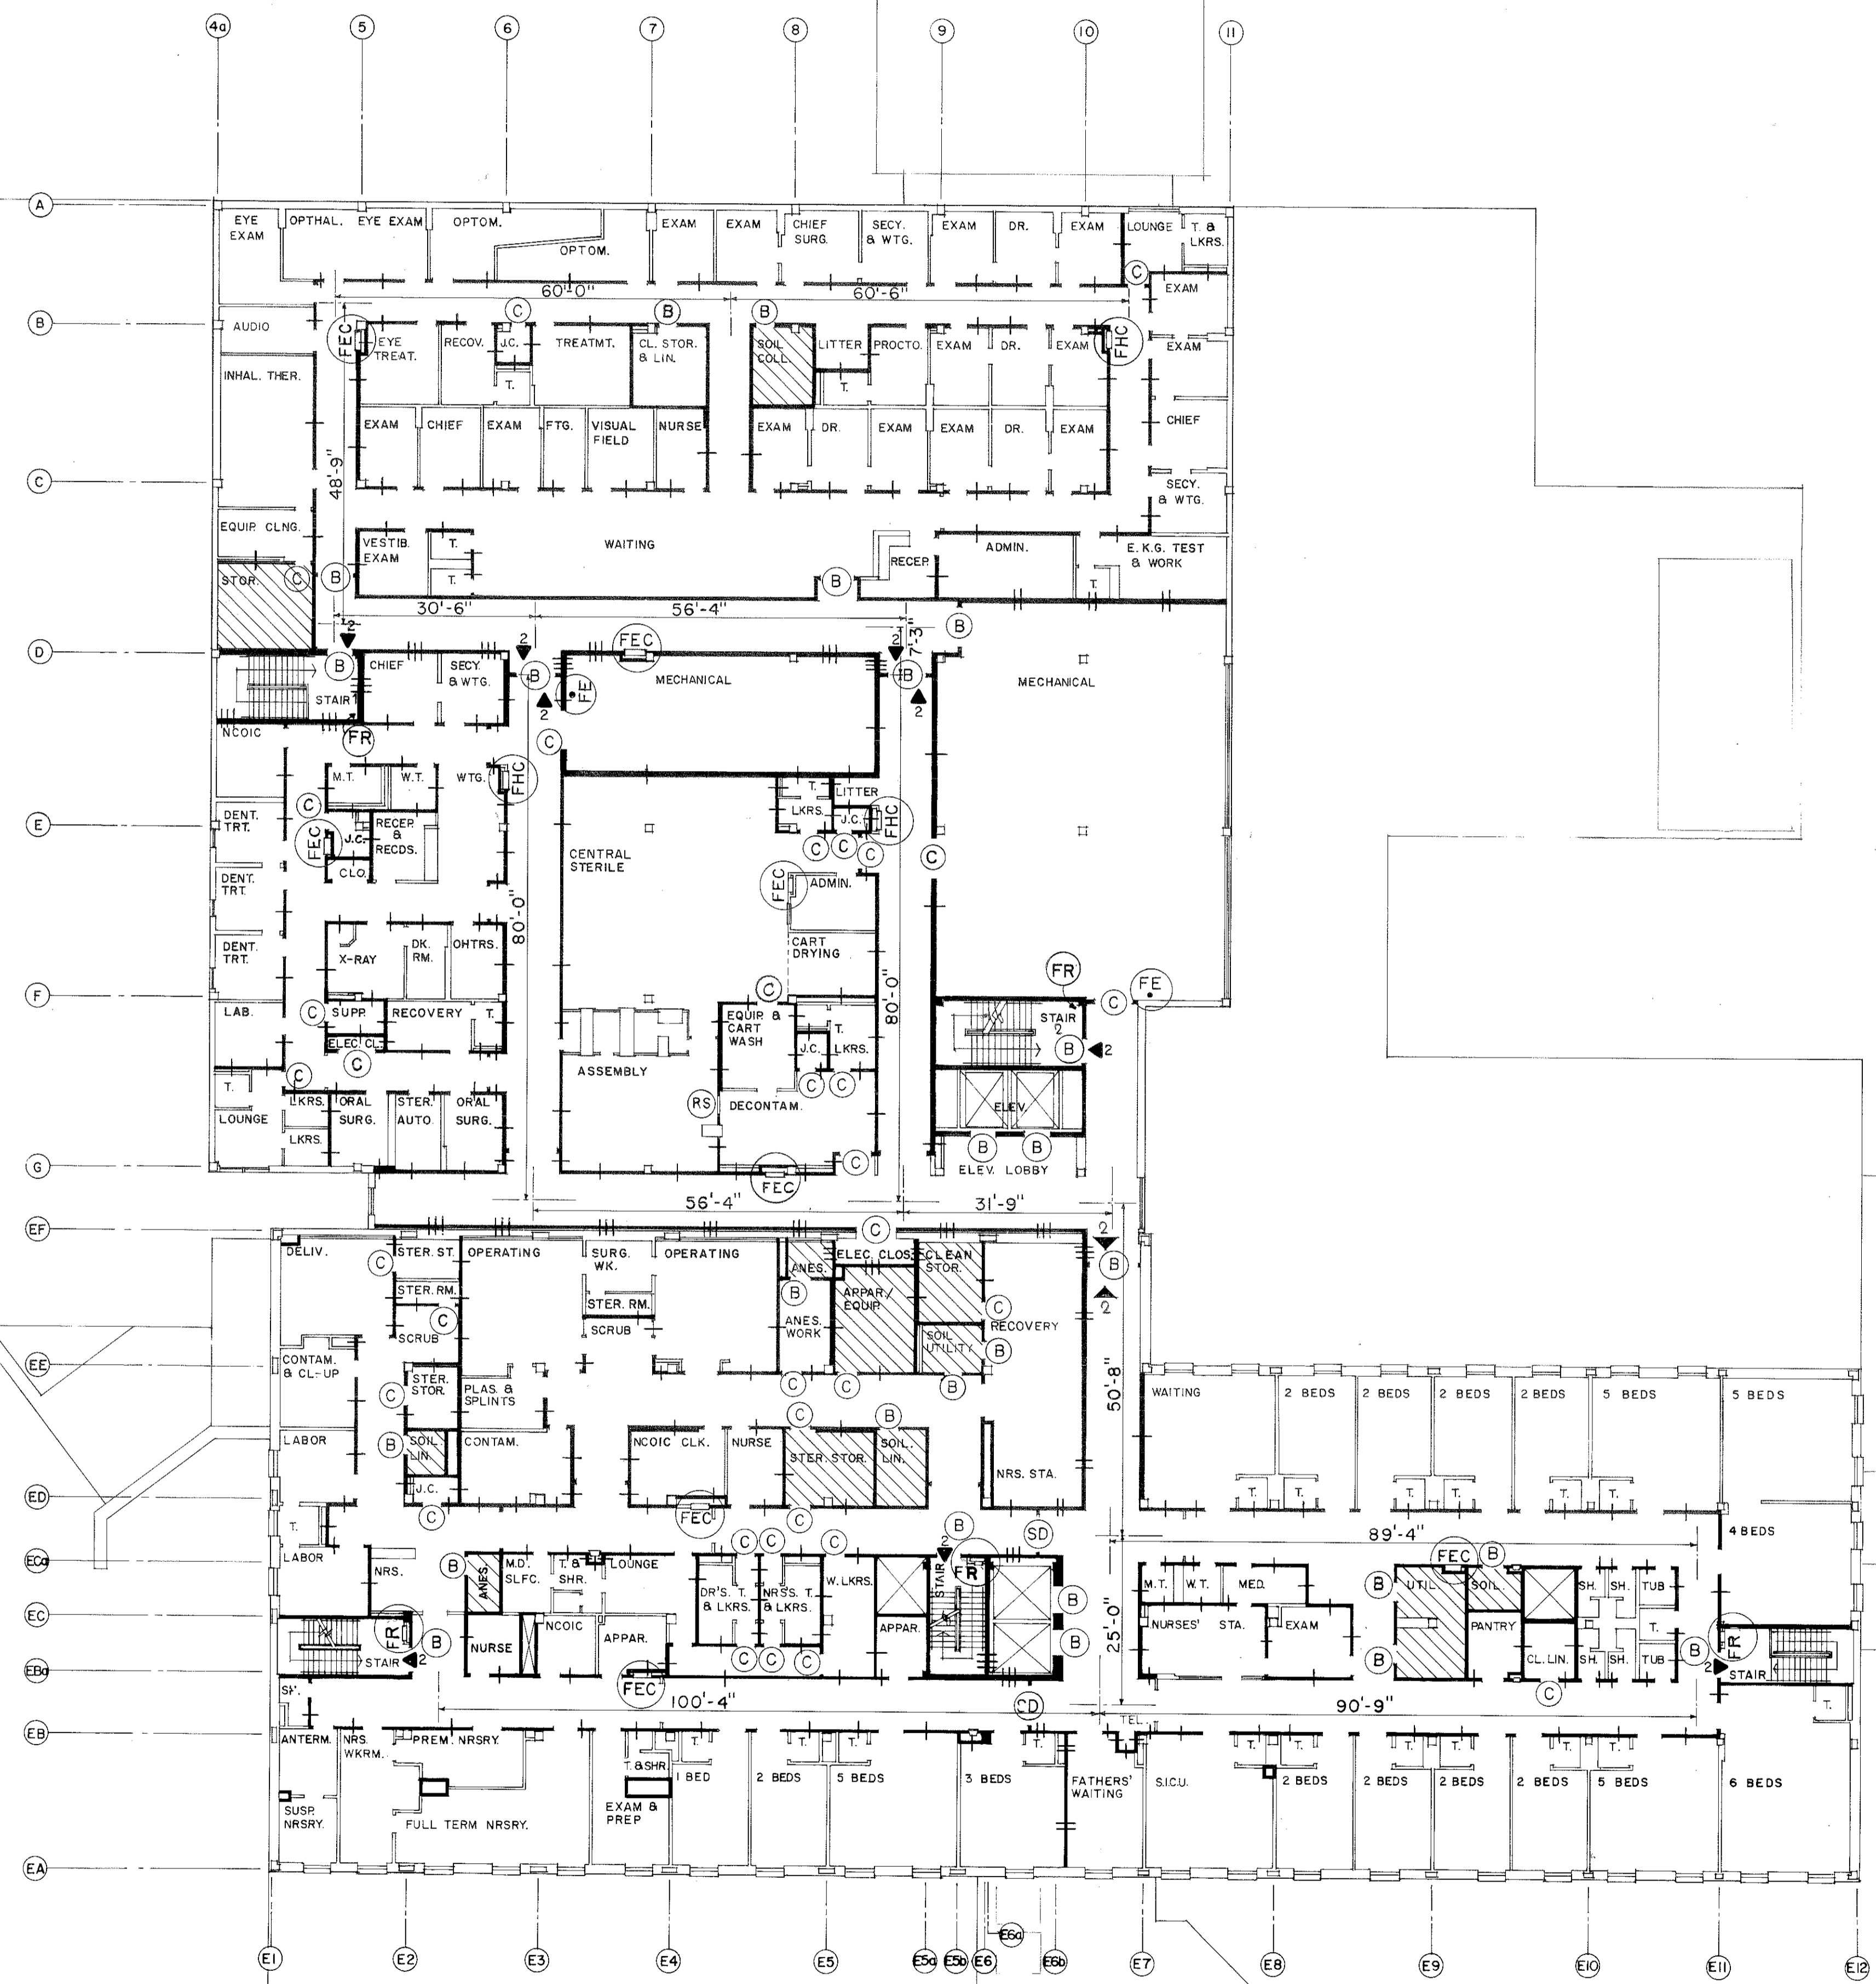 4a 5 6 7 8 9 10 11
A
EYE EXAM
OPTHAL.
EYE EXAM
OPTOM.
OPTOM.
EXAM
EXAM
CHIEF SURG.
SECY. & WTG.
EXAM
DR.
EXAM
LOUNGE
T. & LKRS.
C
EXAM
60'-0"
60'-6"
B
AUDIO
FEC
EYE TREAT.
RECOV.
C
J.C.
T.
TREATMT.
B
CL. STOR. & LIN.
B
SOIL COLL.
LITTER
T.
PROCTO.
EXAM
DR.
EXAM
FHC
EXAM
INHAL. THER.
48'-9"
EXAM
CHIEF
EXAM
FTG.
VISUAL FIELD
NURSE
EXAM
DR.
EXAM
EXAM
DR.
EXAM
CHIEF
C
SECY. & WTG.
EQUIP. CLNG.
VESTIB. EXAM
T.
T.
WAITING
RECEP.
ADMIN.
T.
E.K.G. TEST & WORK
STOR.
C
B
B
30'-6"
56'-4"
7'-3"
B
D
2
B
STAIR 1
FR
CHIEF
SECY. & WTG.
2
B
2
FE
FEC
MECHANICAL
2
B
2
MECHANICAL
NCOIC
M.T.
W.T.
WTG.
FHC
C
T.
LKRS.
LITTER
J.C.
FHC
E
DENT. TRT.
C
FEC
J.C.
CLO.
RECEP. & RECDS.
CENTRAL STERILE
C
C
C
C
DENT. TRT.
80'-0"
FEC
ADMIN.
DENT. TRT.
X-RAY
DK. RM.
OHTRS.
CART DRYING
80'-0"
FR
FE
F
LAB.
C
SUPP.
RECOVERY
T.
C
EQUIP. & CART WASH
T.
J.C.
LKRS.
C
STAIR 2
B
2
ELEC. CL.
C
C
ASSEMBLY
C
C
T.
LOUNGE
LKRS.
LKRS.
ORAL SURG.
STER. AUTO.
ORAL SURG.
RS
DECONTAM.
ELEV.
B
B
G
FEC
C
ELEV. LOBBY
56'-4"
31'-9"
EF
DELIV.
C
STER. ST.
STER. RM.
C
SCRUB
OPERATING
SURG. WK.
STER. RM.
SCRUB
OPERATING
ANES.
B
ANES. WORK
C
C
ELEC. CLOS.
APPAR./ EQUIP.
C
CLEAN STOR.
C
RECOVERY
SOIL UTILITY
B
B
2
B
2
EE
CONTAM. & CL-UP
C
STER. STOR.
PLAS. & SPLINTS
50'-8"
WAITING
2 BEDS
2 BEDS
2 BEDS
2 BEDS
5 BEDS
5 BEDS
LABOR
B
SOIL. LIN.
CONTAM.
NCOIC CLK.
NURSE
C
STER. STOR.
B
SOIL. LIN.
NRS. STA.
ED
J.C.
C
FEC
C
T.
T.
T.
T.
T.
T.
T.
89'-4"
4 BEDS
ECa
LABOR
NRS.
B
ANES.
M.D. SLFC.
T. & SHR.
LOUNGE
C
C
C
DR'S. T. & LKRS.
NRS'S. T. & LKRS.
W. LKRS.
B
2
STAIR
FR
SD
B
M.T.
W.T.
MED.
B
UTIL.
FEC
B
SOIL.
SH.
SH.
TUB
EC
FR
B
STAIR
2
NURSE
NCOIC
APPAR.
C
C
C
APPAR.
B
25'-0"
NURSES' STA.
EXAM
B
PANTRY
CL. LIN.
C
SH.
SH.
T.
TUB
B
2
FR
STAIR
EBa
FEC
T.
100'-4"
90'-9"
EB
ANTERM.
NRS. WKRM.
PREM. NRSRY.
T. & SHR.
T.
T.
T.
T.
TEL.
T.
T.
T.
T.
T.
T.
SUSP. NRSRY.
FULL TERM NRSRY.
EXAM & PREP
1 BED
2 BEDS
5 BEDS
3 BEDS
FATHERS' WAITING
S.I.C.U.
2 BEDS
2 BEDS
2 BEDS
2 BEDS
5 BEDS
6 BEDS
EA
E1 E2 E3 E4 E5 E5a E5b E6 E6a E6b E7 E8 E9 E10 E11 E12